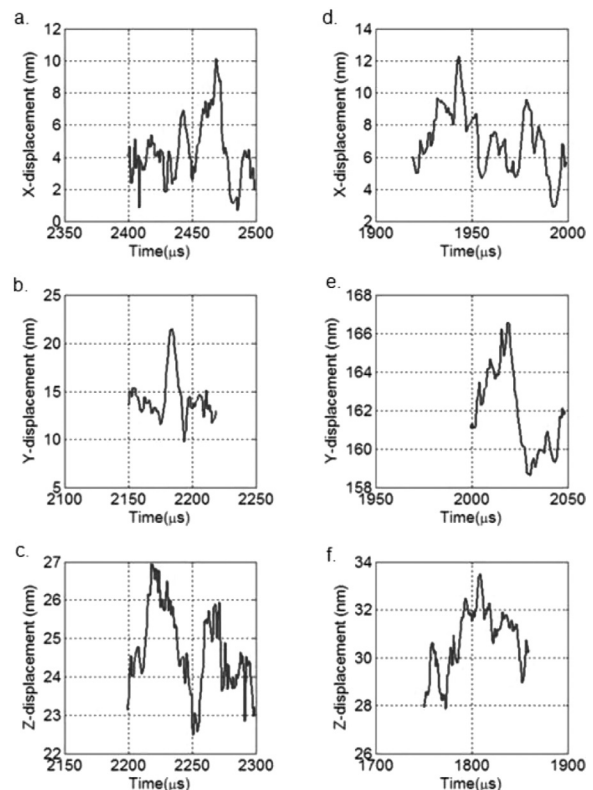 a.
12
10
8
6
4
2
0
2350 2400 2450 2500
X-displacement (nm)
Time(μs)
d.
14
12
10
8
6
4
2
1900 1950 2000
X-displacement (nm)
Time(μs)
b.
25
20
15
10
5
2100 2150 2200 2250
Y-displacement (nm)
Time(μs)
e.
168
166
164
162
160
158
1950 2000 2050
Y-displacement (nm)
Time(μs)
c.
27
26
25
24
23
22
2150 2200 2250 2300
Z-displacement (nm)
Time(μs)
f.
34
32
30
28
26
1700 1800 1900
Z-displacement (nm)
Time(μs)